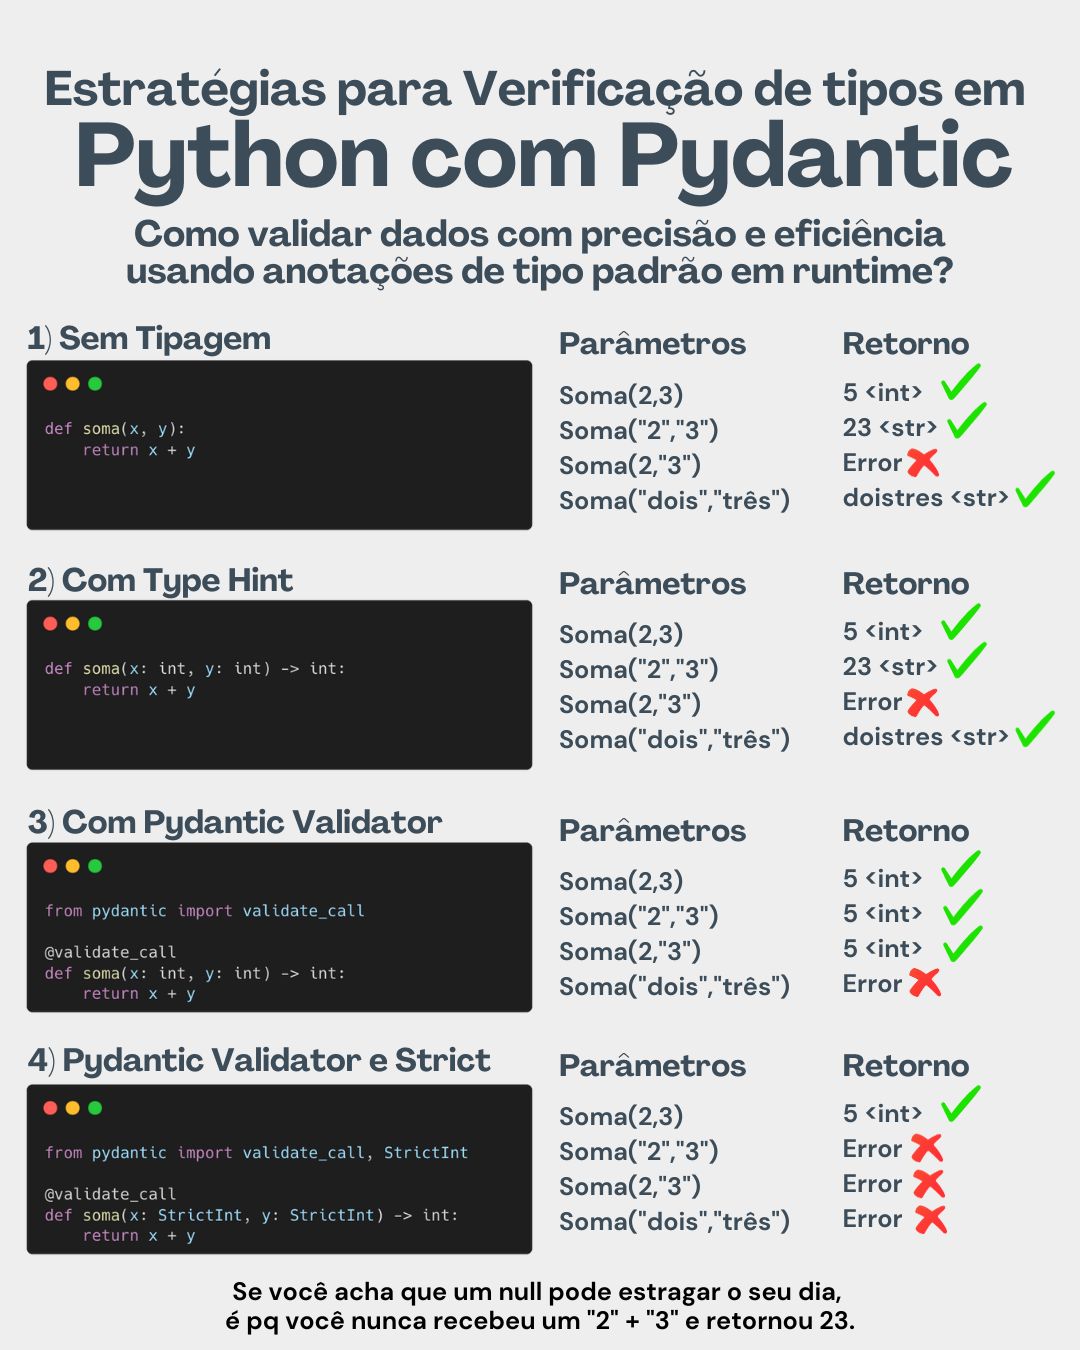 Estratégias para Verificação de tipos em
Python com Pydantic
Como validar dados com precisão e eficiência
usando anotações de tipo padrão em runtime?
1) Sem Tipagem
def soma(x, y):
    return x + y
Parâmetros
Soma(2,3)
Soma("2","3")
Soma(2,"3")
Soma("dois","três")
Retorno
5 <int>
23 <str>
Error
doistres <str>
2) Com Type Hint
def soma(x: int, y: int) -> int:
    return x + y
Parâmetros
Soma(2,3)
Soma("2","3")
Soma(2,"3")
Soma("dois","três")
Retorno
5 <int>
23 <str>
Error
doistres <str>
3) Com Pydantic Validator
from pydantic import validate_call
@validate_call
def soma(x: int, y: int) -> int:
    return x + y
Parâmetros
Soma(2,3)
Soma("2","3")
Soma(2,"3")
Soma("dois","três")
Retorno
5 <int>
5 <int>
5 <int>
Error
4) Pydantic Validator e Strict
from pydantic import validate_call, StrictInt
@validate_call
def soma(x: StrictInt, y: StrictInt) -> int:
    return x + y
Parâmetros
Soma(2,3)
Soma("2","3")
Soma(2,"3")
Soma("dois","três")
Retorno
5 <int>
Error
Error
Error
Se você acha que um null pode estragar o seu dia,
é pq você nunca recebeu um "2" + "3" e retornou 23.